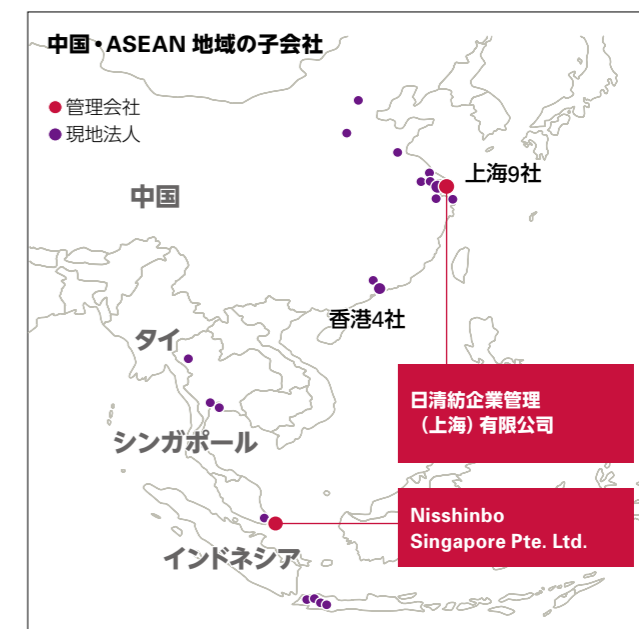 中国・ASEAN 地域の子会社
管理会社
現地法人
上海9社
中国
香港4社
タイ
日清紡企業管理
（上海）有限公司
シンガポール
Nisshinbo
Singapore Pte. Ltd.
インドネシア